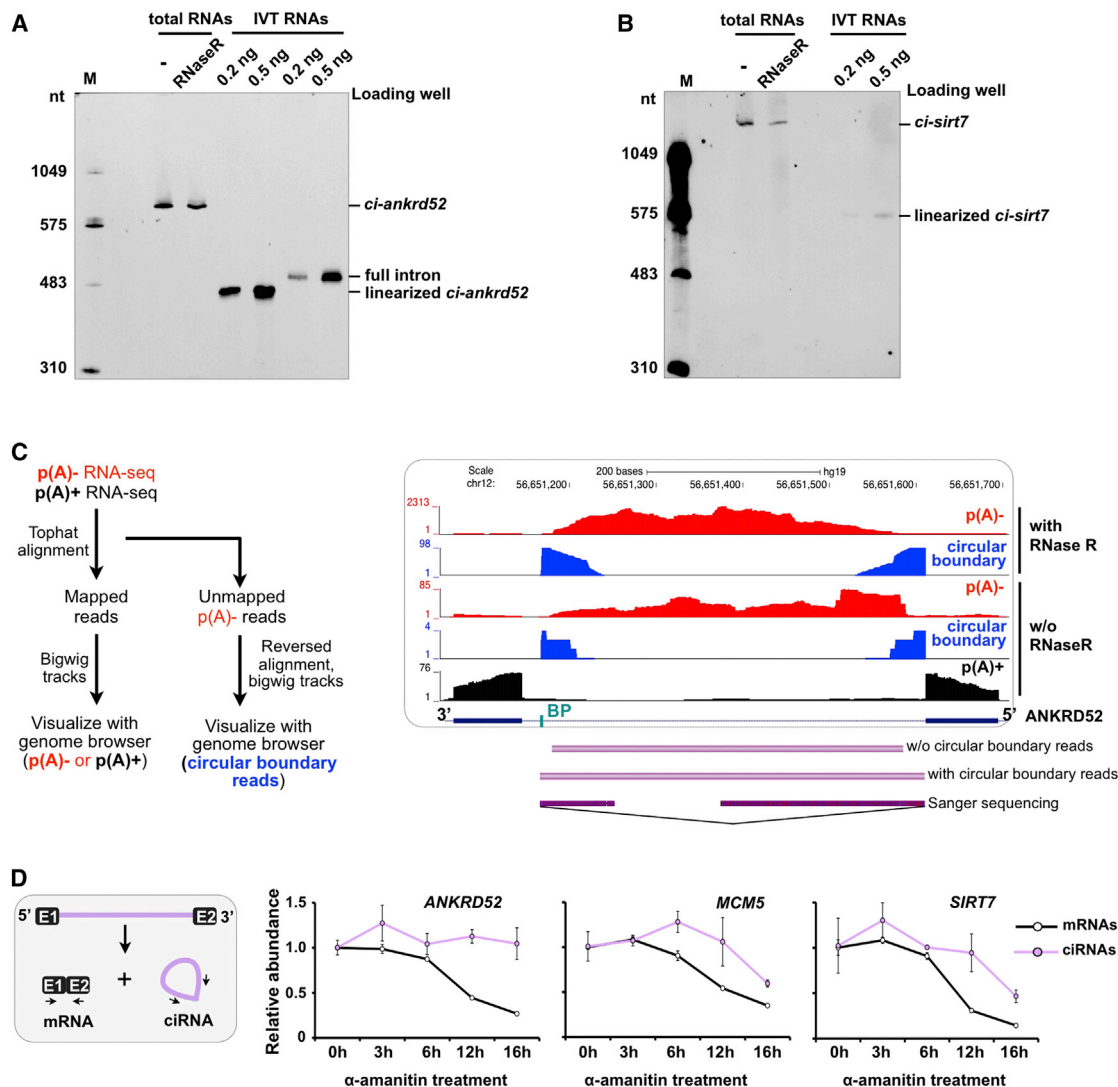 A
total RNAs
IVT RNAs
-
RNaseR
0.2 ng
0.5 ng
0.2 ng
0.5 ng
M
nt
Loading well
1049
575
483
310
ci-ankrd52
full intron
linearized ci-ankrd52
B
total RNAs
IVT RNAs
-
RNaseR
0.2 ng
0.5 ng
M
nt
Loading well
1049
575
483
310
ci-sirt7
linearized ci-sirt7
C
p(A)- RNA-seq
p(A)+ RNA-seq
Tophat
alignment
Mapped
reads
Unmapped
p(A)- reads
Bigwig
tracks
Reversed
alignment,
bigwig tracks
Visualize with
genome browser
(p(A)- or p(A)+)
Visualize with
genome browser
(circular boundary
reads)
Scale
200 bases
hg19
chr12:
56,651,200
56,651,300
56,651,400
56,651,500
56,651,600
56,651,700
2313
1
p(A)-
98
1
circular
boundary
with
RNase R
85
1
p(A)-
4
1
circular
boundary
w/o
RNaseR
76
1
p(A)+
3’
BP
5’
ANKRD52
w/o circular boundary reads
with circular boundary reads
Sanger sequencing
D
5’ E1 E2 3’
E1 E2
+
mRNA
ciRNA
Relative abundance
1.5
1.0
0.5
0
ANKRD52
0h 3h 6h 12h 16h
α-amanitin treatment
MCM5
0h 3h 6h 12h 16h
α-amanitin treatment
SIRT7
0h 3h 6h 12h 16h
α-amanitin treatment
mRNAs
ciRNAs